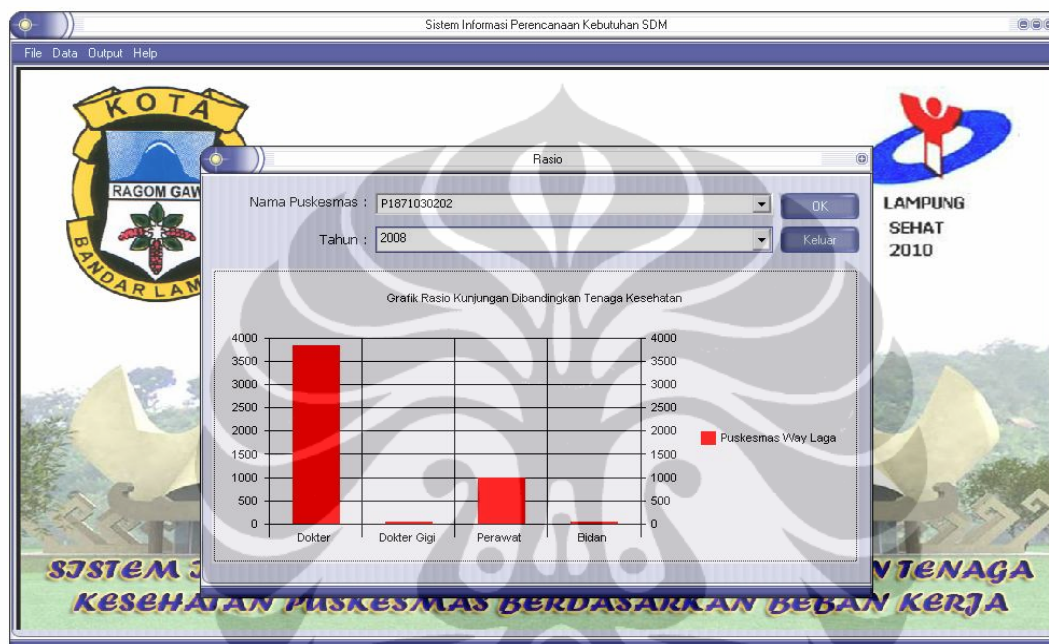 Sistem Informasi Perencanaan Kebutuhan SDM
File Data Output Help
KOTA
RAGOM GAW
BANDAR LAM
LAMPUNG
SEHAT
2010
Rasio
Nama Puskesmas : P1871030202 OK
Tahun : 2008 Keluar
Grafik Rasio Kunjungan Dibandingkan Tenaga Kesehatan
4000 4000
3500 3500
3000 3000
2500 2500
2000 2000
1500 1500
1000 1000
500 500
0 0
Dokter Dokter Gigi Perawat Bidan
Puskesmas Way Laga
SISTEM N TENAGA
KESEHATAN PUSKESMAS BERDASARKAN BEBAN KERJA